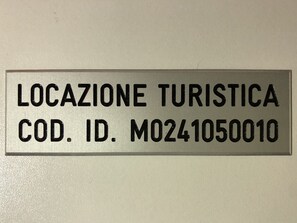 LOCAZIONE TURISTICA
COD. ID. M0241050010